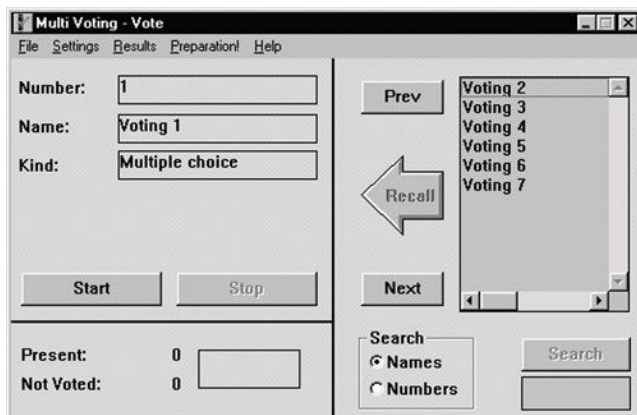 Multi Voting - Vote
File Settings Results Preparation! Help
Number: 1
Name: Voting 1
Kind: Multiple choice
Start Stop
Present: 0
Not Voted: 0
Prev
Recall
Next
Voting 2
Voting 3
Voting 4
Voting 5
Voting 6
Voting 7
Search
Names
Numbers
Search